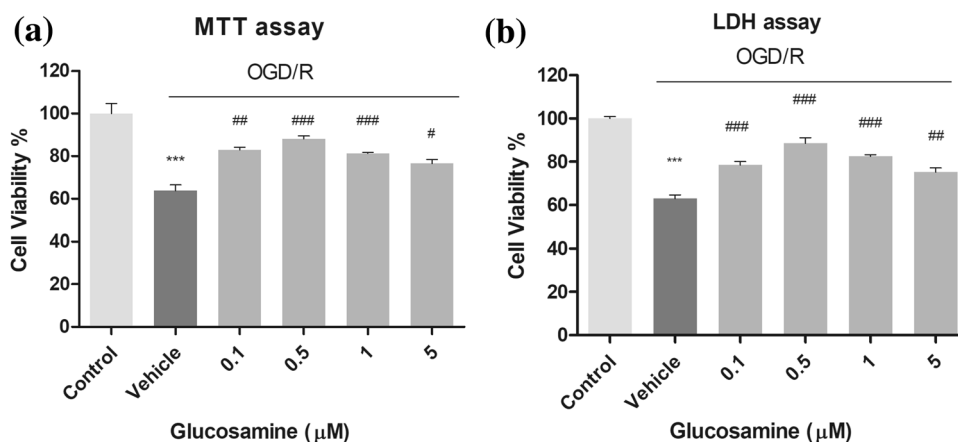 (a)
MTT assay
OGD/R
Cell Viability %
120
100
80
60
40
20
0
***
##
###
###
#
Control
Vehicle
0.1
0.5
1
5
Glucosamine (μM)
(b)
LDH assay
OGD/R
Cell Viability %
120
100
80
60
40
20
0
***
###
###
###
##
Control
Vehicle
0.1
0.5
1
5
Glucosamine (μM)